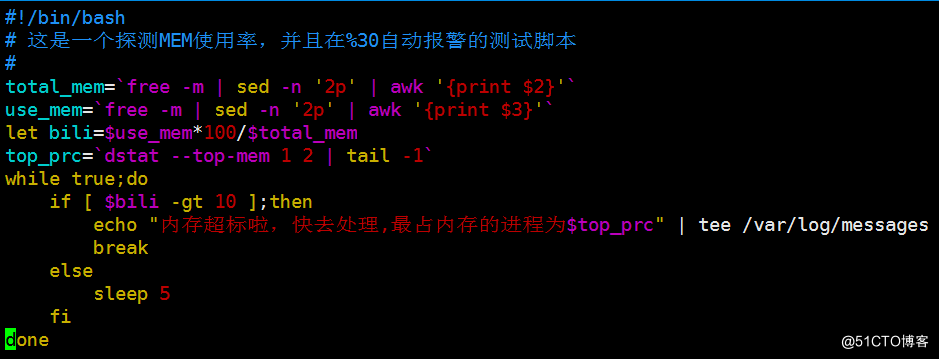 #!/bin/bash
# 这是一个探测MEM使用率，并且在%30自动报警的测试脚本
#
total_mem=`free -m | sed -n '2p' | awk '{print $2}'`
use_mem=`free -m | sed -n '2p' | awk '{print $3}'`
let bili=$use_mem*100/$total_mem
top_prc=`dstat --top-mem 1 2 | tail -1`
while true;do
    if [ $bili -gt 10 ];then
        echo "内存超标啦，快去处理,最占内存的进程为$top_prc" | tee /var/log/messages
        break
    else
        sleep 5
    fi
done
@51CTO博客